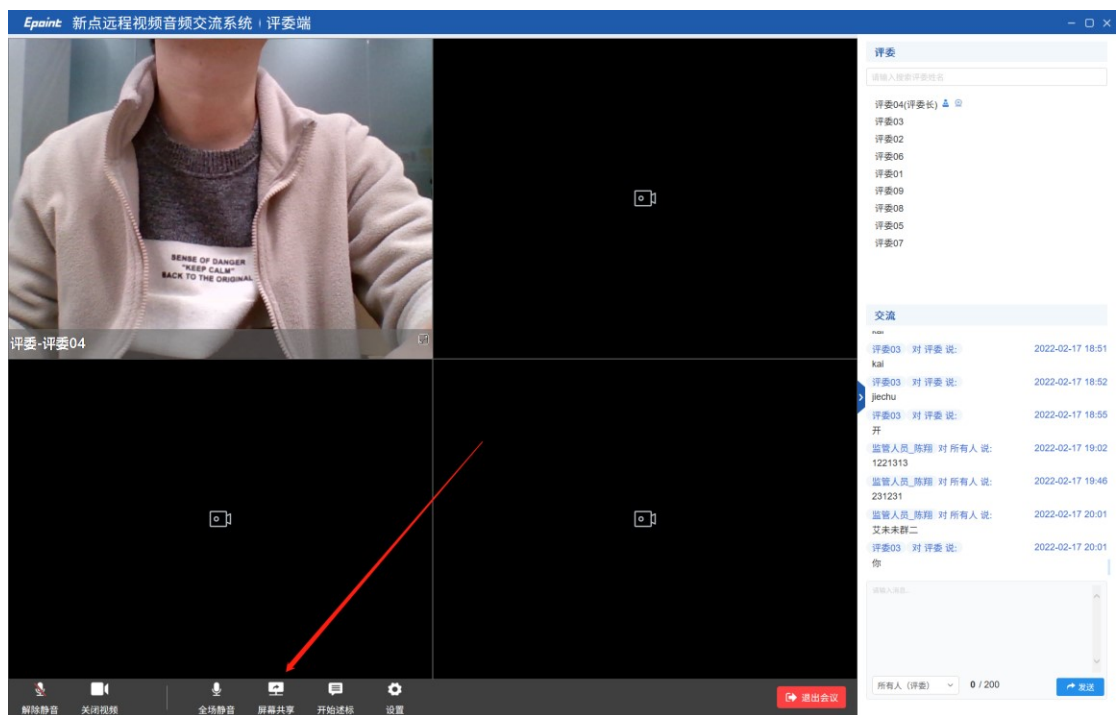 Epoint 新点远程视频音频交流系统 | 评委端
评委
请输入搜索评委姓名
评委04(评委长)
评委03
评委02
评委06
评委01
评委09
评委08
评委05
评委07
SENSE OF DANGER
"KEEP CALM"
BACK TO THE ORIGINAL
评委-评委04
交流
评委03 对 评委 说: 2022-02-17 18:51
kai
评委03 对 评委 说: 2022-02-17 18:52
jiechu
评委03 对 评委 说: 2022-02-17 18:55
开
监管人员_陈翔 对 所有人 说: 2022-02-17 19:02
1221313
监管人员_陈翔 对 所有人 说: 2022-02-17 19:46
231231
监管人员_陈翔 对 所有人 说: 2022-02-17 20:01
艾未未群二
评委03 对 评委 说: 2022-02-17 20:01
你
请输入消息...
所有人（评委） 0 / 200 发送
解除静音 关闭视频 全场静音 屏幕共享 开始述标 设置 退出会议